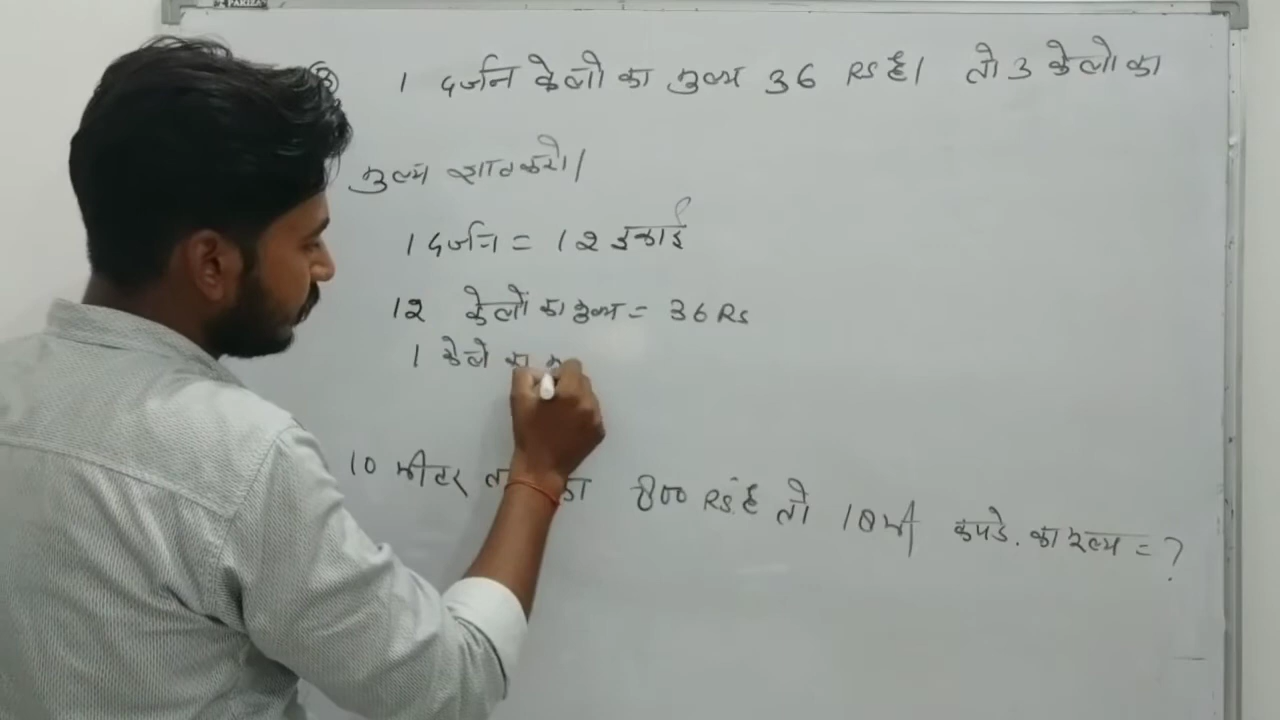 PARIZA
1 दर्जन केलो का मुल्य 36 RS है। तो 3 केलो का
मुल्य ज्ञात करो।
1 दर्जन = 12 इकाई
12 केलों का मुल्य = 36 Rs
1 केले का
10 मीटर का 800 RS. है तो 18 मी कपडे. का मुल्य = ?